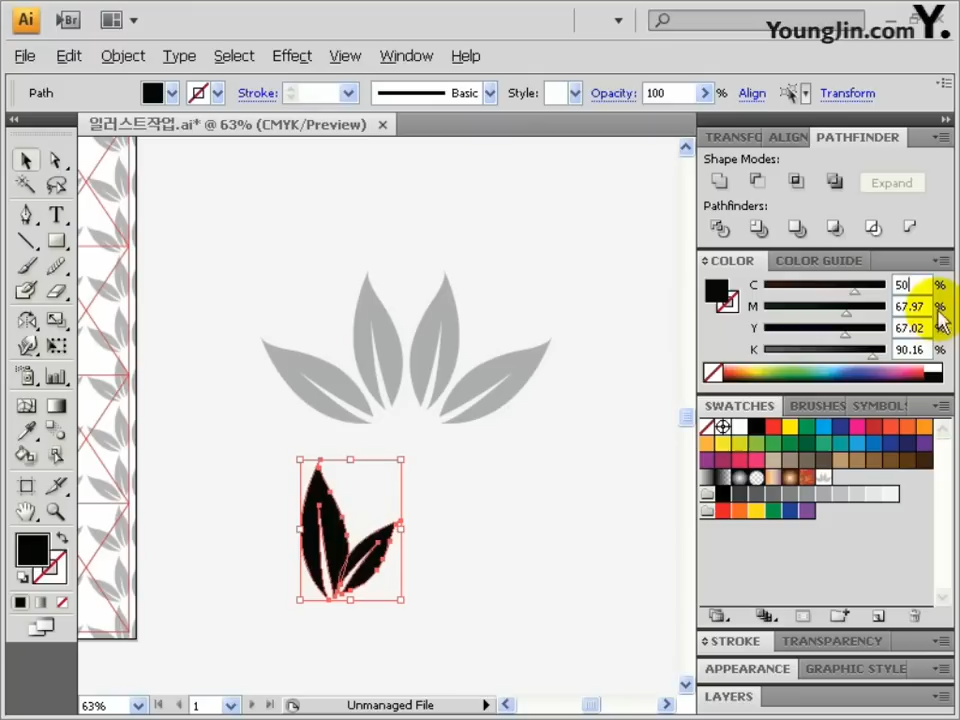 Ai Br
YoungJin.com Y.
File Edit Object Type Select Effect View Window Help
Path Stroke: Basic Style: Opacity: 100 % Align Transform
일러스트작업.ai* @ 63% (CMYK/Preview)
TRANSFO ALIGN PATHFINDER
Shape Modes:
Expand
Pathfinders:
COLOR COLOR GUIDE
C 50 %
M 67.97 %
Y 67.02 %
K 90.16 %
SWATCHES BRUSHES SYMBOL
STROKE TRANSPARENCY
APPEARANCE GRAPHIC STYLE
LAYERS
63% 1 Unmanaged File